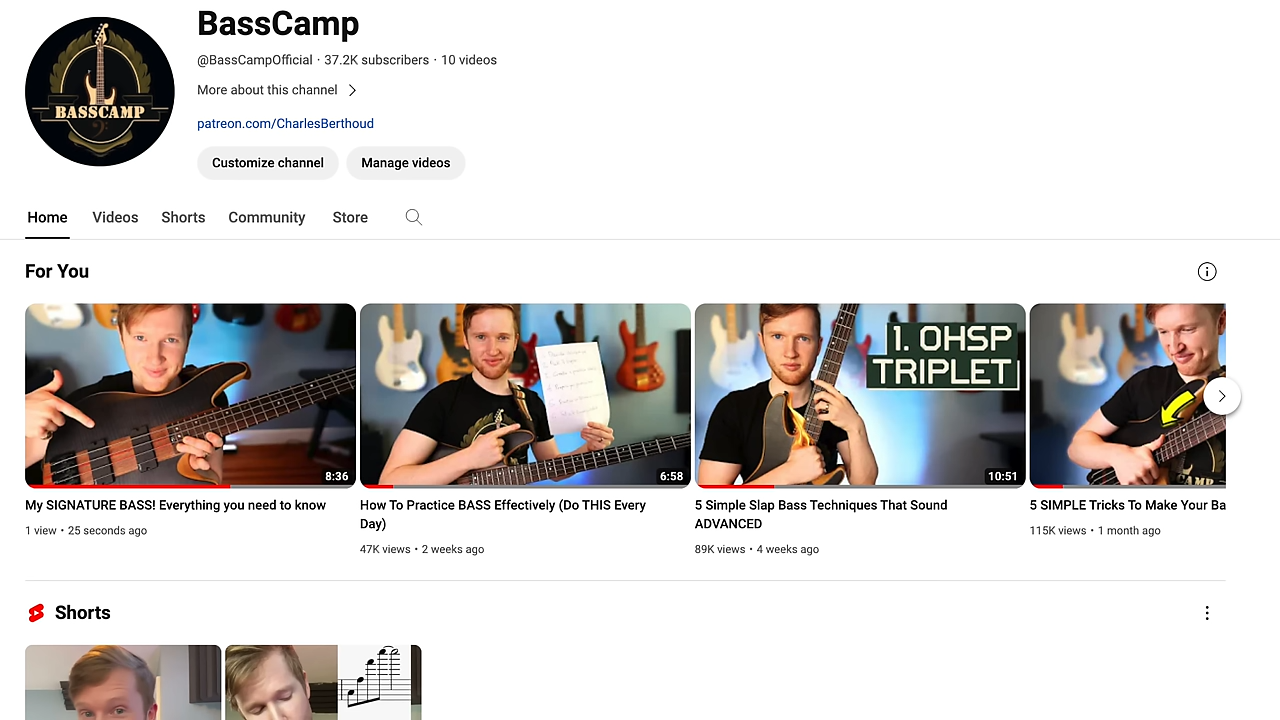 BassCamp
BASSCAMP
@BassCampOfficial · 37.2K subscribers · 10 videos
More about this channel
patreon.com/CharlesBerthoud
Customize channel
Manage videos
Home
Videos
Shorts
Community
Store
For You
1. OHSP
TRIPLET
8:36
6:58
10:51
My SIGNATURE BASS! Everything you need to know
1 view • 25 seconds ago
How To Practice BASS Effectively (Do THIS Every
Day)
47K views • 2 weeks ago
5 Simple Slap Bass Techniques That Sound
ADVANCED
89K views • 4 weeks ago
5 SIMPLE Tricks To Make Your Ba
115K views • 1 month ago
Shorts